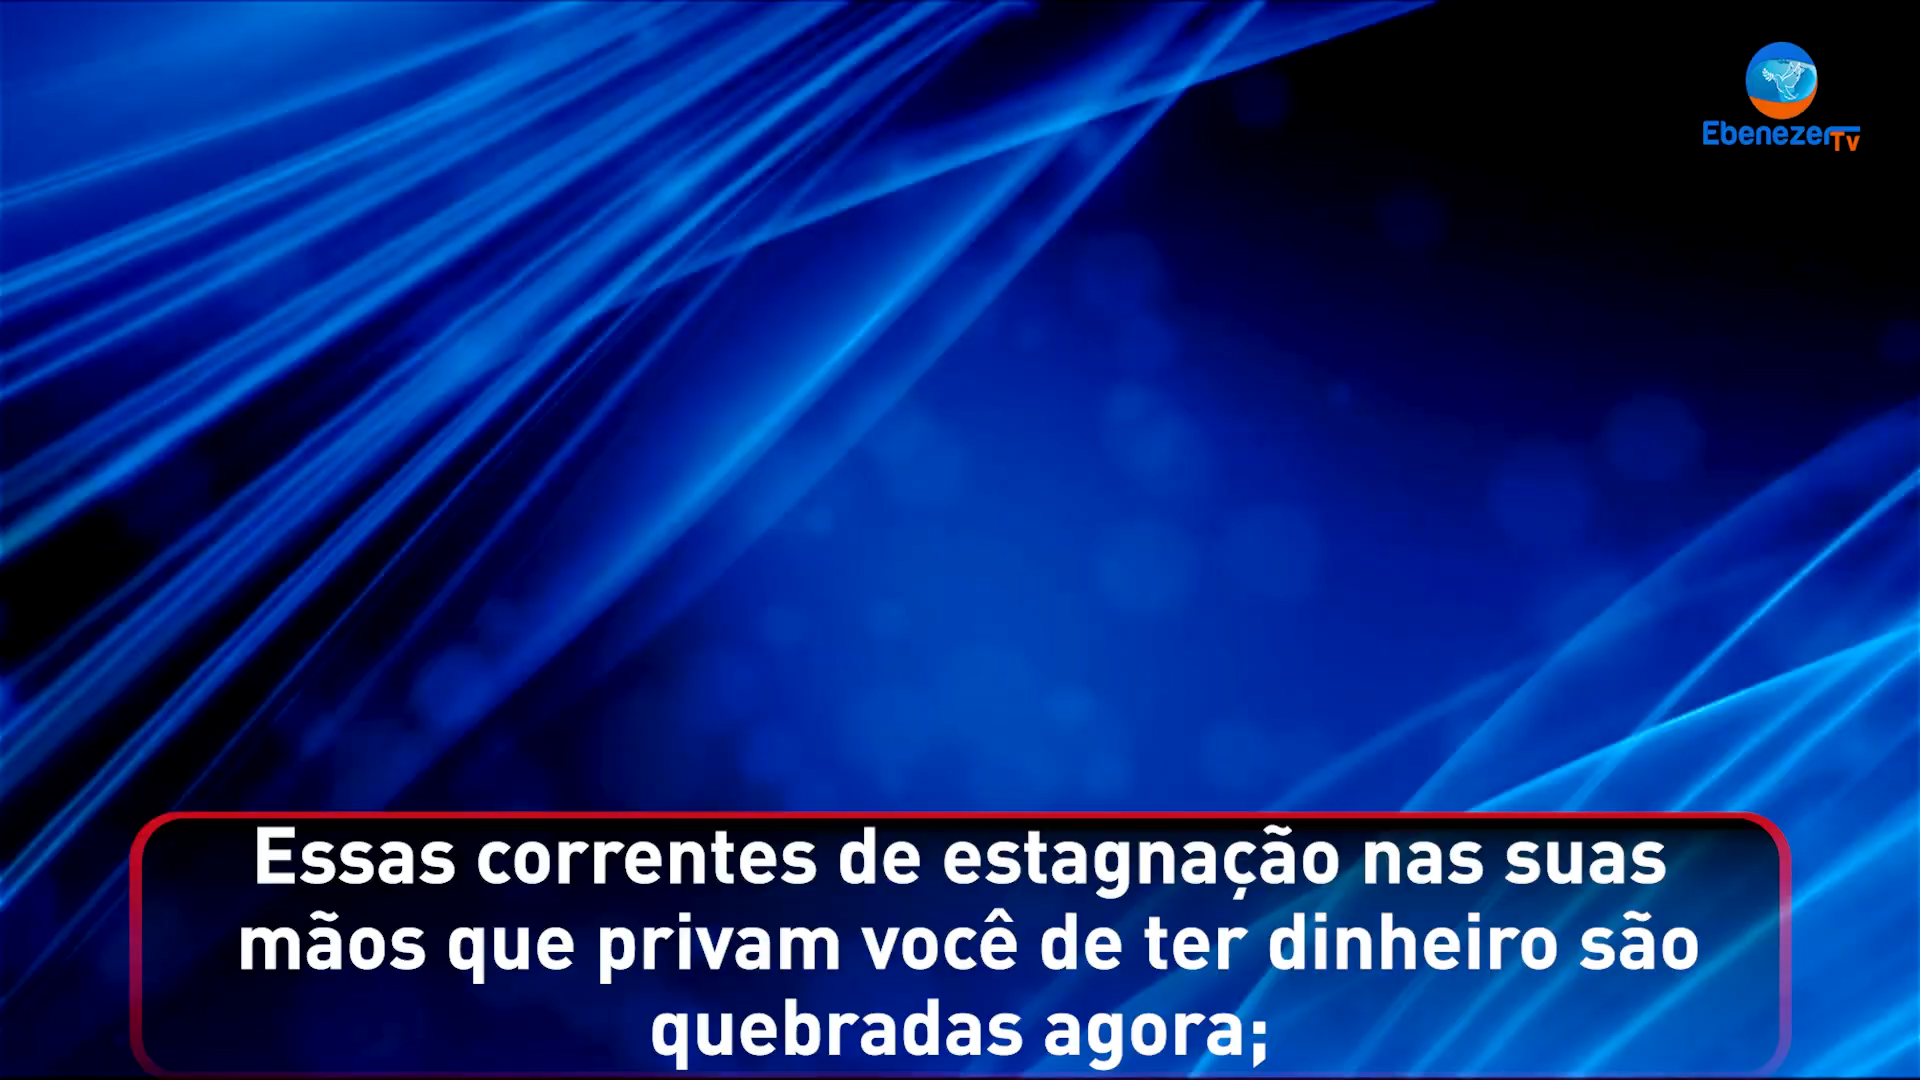 EbenezerTv
Essas correntes de estagnação nas suas
mãos que privam você de ter dinheiro são
quebradas agora;